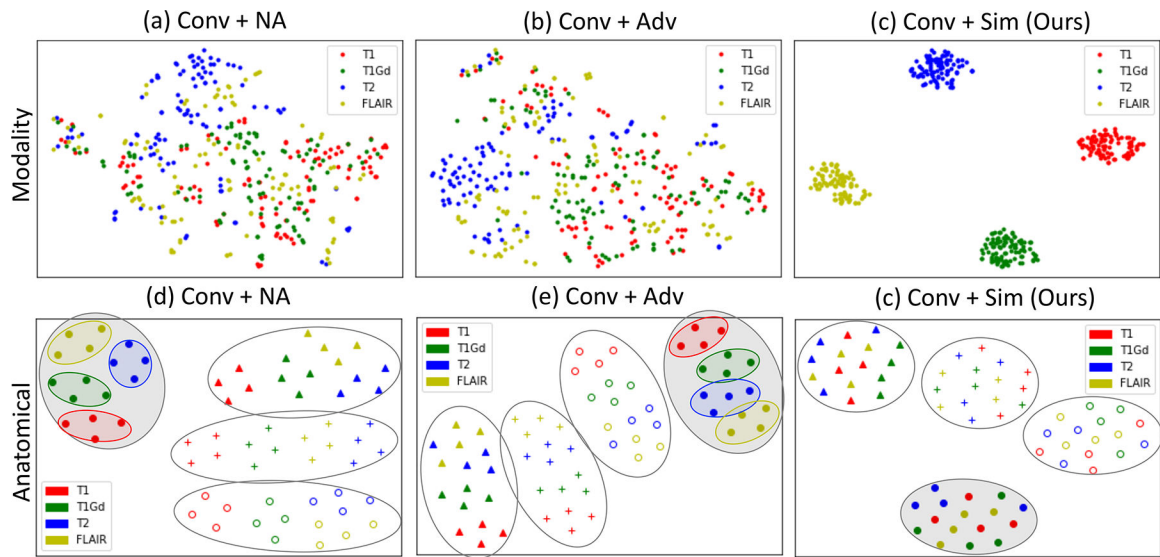 (a) Conv + NA
(b) Conv + Adv
(c) Conv + Sim (Ours)
Modality
T1
T1Gd
T2
FLAIR
T1
T1Gd
T2
FLAIR
T1
T1Gd
T2
FLAIR
(d) Conv + NA
(e) Conv + Adv
(c) Conv + Sim (Ours)
Anatomical
T1
T1Gd
T2
FLAIR
T1
T1Gd
T2
FLAIR
T1
T1Gd
T2
FLAIR